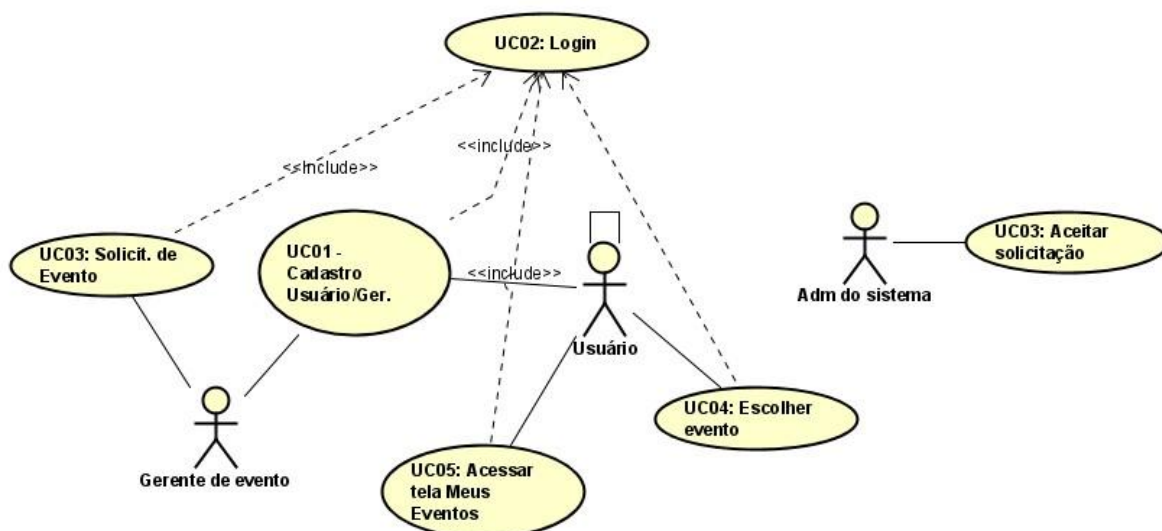 UC02: Login
<<include>>
<<include>>
UC03: Solicit. de
Evento
UC01 -
Cadastro
Usuário/Ger.
<<include>>
UC03: Aceitar
solicitação
Adm do sistema
Usuário
UC04: Escolher
evento
Gerente de evento
UC05: Acessar
tela Meus
Eventos